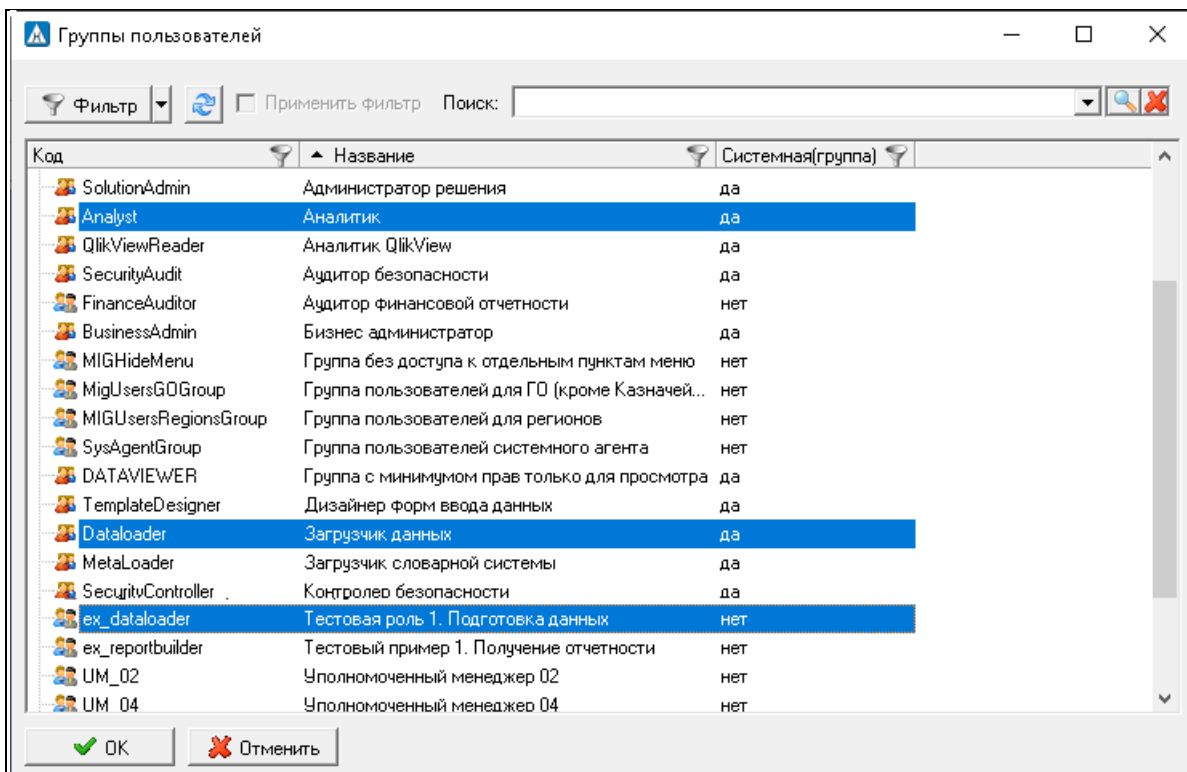 Группы пользователей
Фильтр Применить фильтр Поиск:
Код Название Системная(группа)
SolutionAdmin Администратор решения да
Analyst Аналитик да
QlikViewReader Аналитик QlikView да
SecurityAudit Аудитор безопасности да
FinanceAuditor Аудитор финансовой отчетности нет
BusinessAdmin Бизнес администратор да
MIGHideMenu Группа без доступа к отдельным пунктам меню нет
MigUsersGOGroup Группа пользователей для ГО (кроме Казначей... нет
MIGUsersRegionsGroup Группа пользователей для регионов нет
SysAgentGroup Группа пользователей системного агента нет
DATAVIEWER Группа с минимумом прав только для просмотра да
TemplateDesigner Дизайнер форм ввода данных да
Dataloader Загрузчик данных да
MetaLoader Загрузчик словарной системы да
SecurityController Контролер безопасности да
ex_dataloader Тестовая роль 1. Подготовка данных нет
ex_reportbuilder Тестовый пример 1. Получение отчетности нет
UM_02 Уполномоченный менеджер 02 нет
UM_04 Уполномоченный менеджер 04 нет
OK Отменить